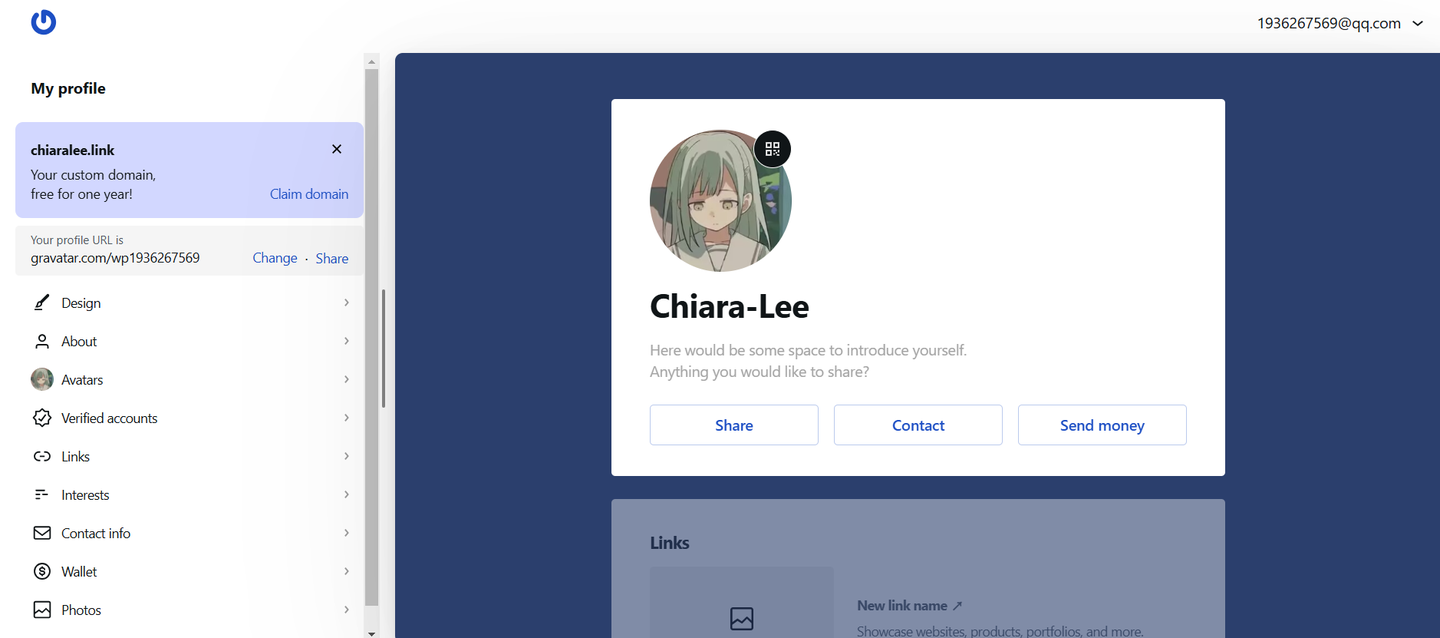 1936267569@qq.com
My profile
chiaralee.link
Your custom domain,
free for one year!
Claim domain
Your profile URL is
gravatar.com/wp1936267569
Change · Share
Design
About
Avatars
Verified accounts
Links
Interests
Contact info
Wallet
Photos
Chiara-Lee
Here would be some space to introduce yourself.
Anything you would like to share?
Share
Contact
Send money
Links
New link name ↗
Showcase websites, products, portfolios, and more.